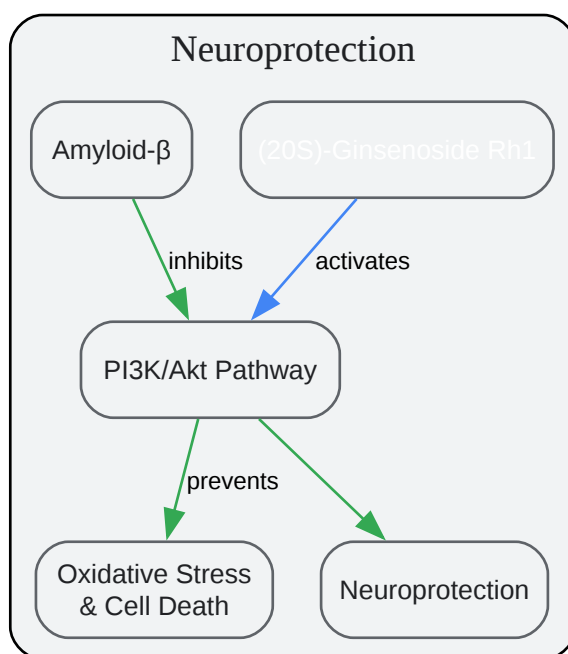 Neuroprotection
Amyloid-β
(20S)-Ginsenoside Rh1
inhibits
activates
PI3K/Akt Pathway
prevents
Oxidative Stress
& Cell Death
Neuroprotection